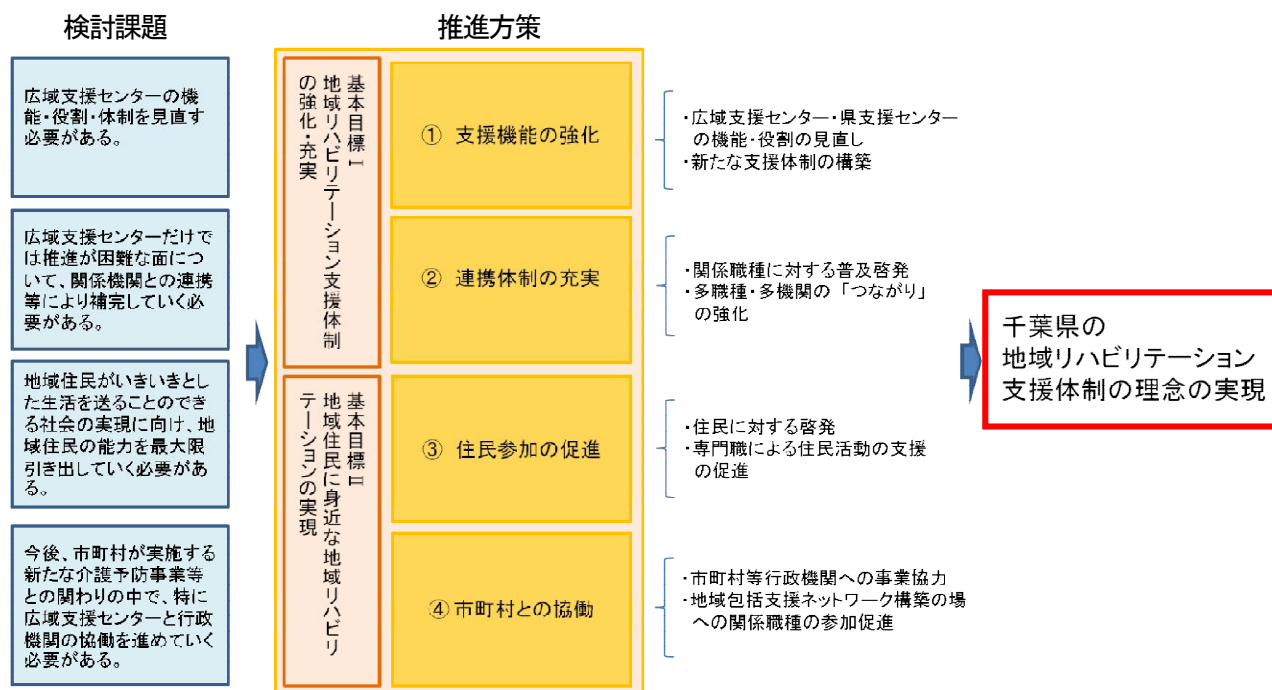 検討課題
推進方策
広域支援センターの機
能・役割・体制を見直す
必要がある。
広域支援センターだけで
は推進が困難な面につ
いて、関係機関との連携
等により補完していく必
要がある。
地域住民がいきいきとし
た生活を送ることのでき
る社会の実現に向け、地
域住民の能力を最大限
引き出していく必要があ
る。
今後、市町村が実施する
新たな介護予防事業等
との関わりの中で、特に
広域支援センターと行政
機関の協働を進めていく
必要がある。
基本目標Ⅰ
地域リハビリテーション支援体制
の強化・充実
基本目標Ⅱ
地域住民に身近な地域リハビリ
テーションの実現
① 支援機能の強化
② 連携体制の充実
③ 住民参加の促進
④ 市町村との協働
・広域支援センター・県支援センター
の機能・役割の見直し
・新たな支援体制の構築
・関係職種に対する普及啓発
・多職種・多機関の「つながり」
の強化
・住民に対する啓発
・専門職による住民活動の支援
の促進
・市町村等行政機関への事業協力
・地域包括支援ネットワーク構築の場
への関係職種の参加促進
千葉県の
地域リハビリテーション
支援体制の理念の実現